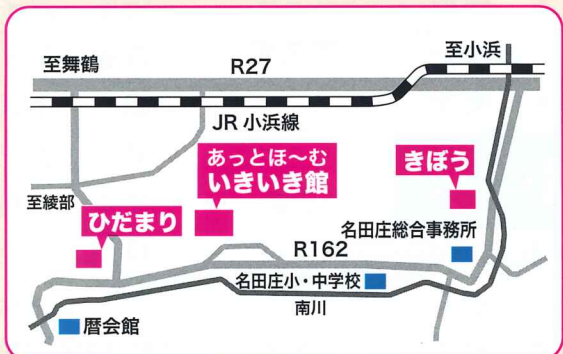 至舞鶴
R27
至小浜
JR 小浜線
あっとほ～む
いきいき館
きぼう
至綾部
ひだまり
名田庄総合事務所
R162
名田庄小・中学校
南川
暦会館